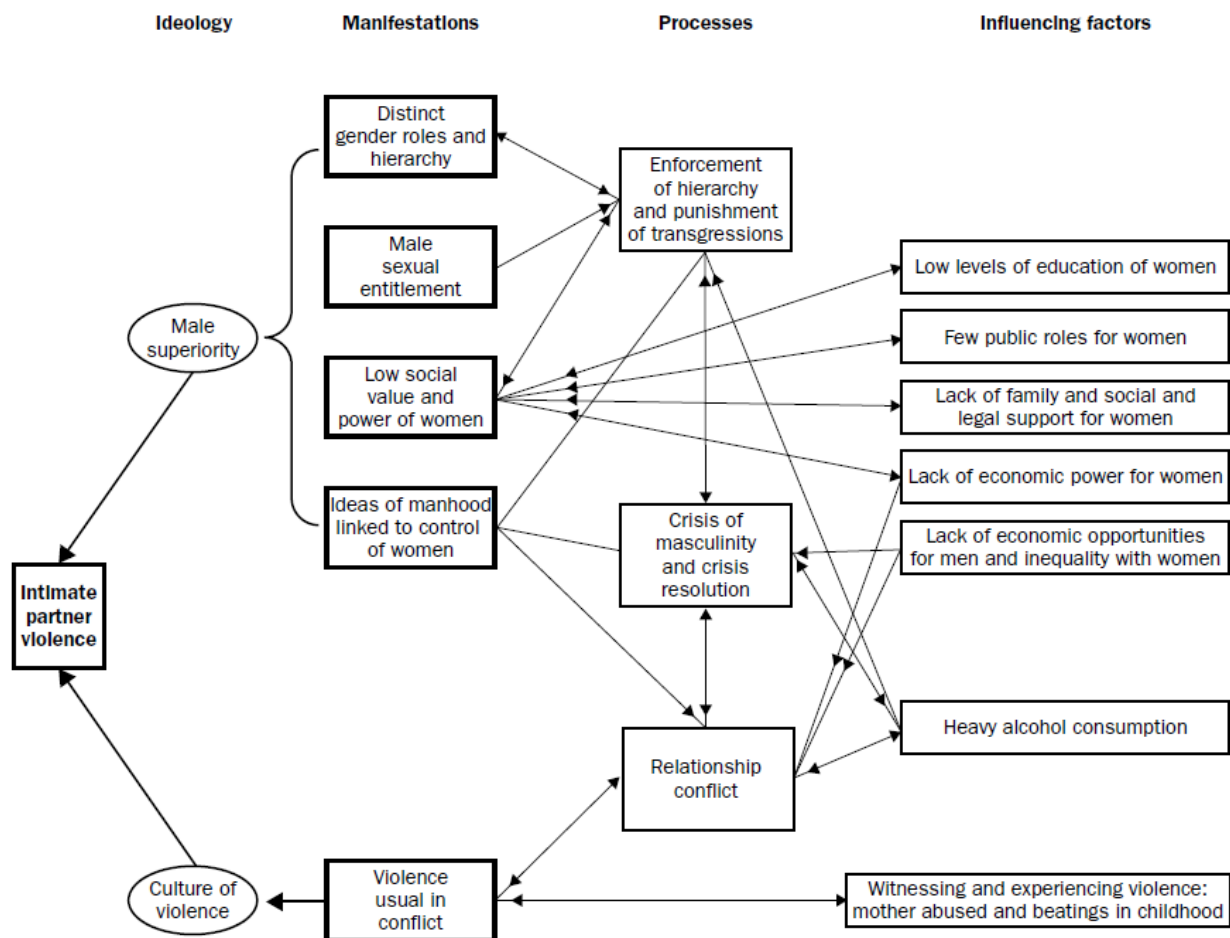 Ideology
Manifestations
Processes
Influencing factors
Distinct
gender roles and
hierarchy
Enforcement
of hierarchy
and punishment
of transgressions
Male
sexual
entitlement
Low levels of education of women
Male
superiority
Few public roles for women
Low social
value and
power of women
Lack of family and social and
legal support for women
Lack of economic power for women
Ideas of manhood
linked to control
of women
Crisis of
masculinity
and crisis
resolution
Lack of economic opportunities
for men and inequality with women
Intimate
partner
violence
Heavy alcohol consumption
Relationship
conflict
Culture of
violence
Violence
usual in
conflict
Witnessing and experiencing violence:
mother abused and beatings in childhood